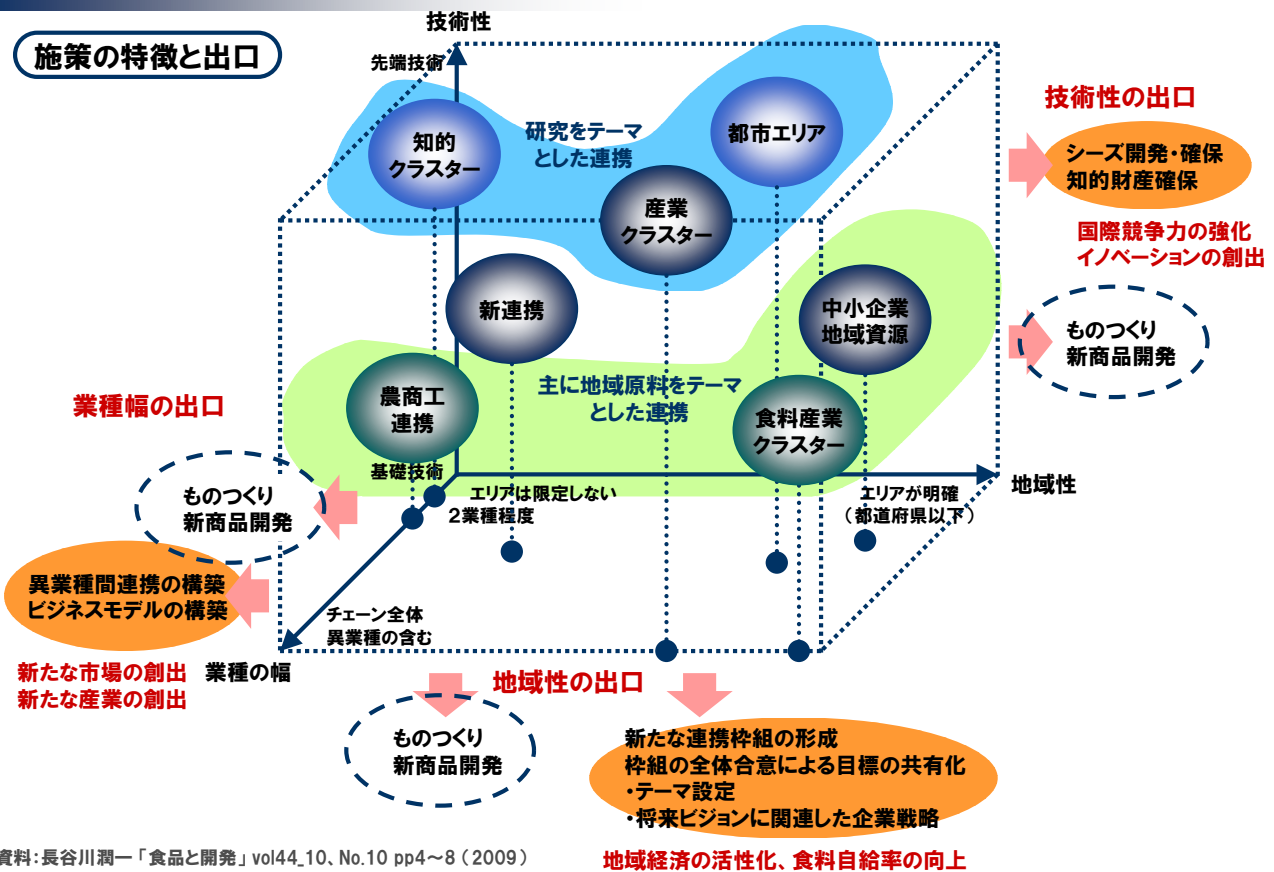 施策の特徴と出口
技術性
先端技術
知的
クラスター
研究をテーマ
とした連携
都市エリア
産業
クラスター
技術性の出口
シーズ開発・確保
知的財産確保
国際競争力の強化
イノベーションの創出
新連携
中小企業
地域資源
ものつくり
新商品開発
農商工
連携
主に地域原料をテーマ
とした連携
食料産業
クラスター
業種幅の出口
基礎技術
エリアは限定しない
2業種程度
エリアが明確
（都道府県以下）
地域性
ものつくり
新商品開発
異業種間連携の構築
ビジネスモデルの構築
チェーン全体
異業種の含む
新たな市場の創出
新たな産業の創出
業種の幅
地域性の出口
ものつくり
新商品開発
新たな連携枠組の形成
枠組の全体合意による目標の共有化
・テーマ設定
・将来ビジョンに関連した企業戦略
地域経済の活性化、食料自給率の向上
資料：長谷川潤一「食品と開発」vol44_10、No.10 pp4～8（2009）